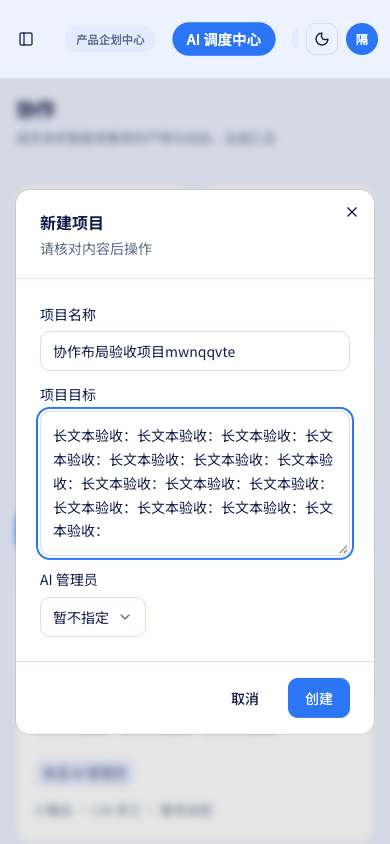 产品企划中心
AI 调度中心
隔
协作
新建项目
请核对内容后操作
项目名称
协作布局验收项目mwnqqvte
项目目标
长文本验收：长文本验收：长文本验收：长文
本验收：长文本验收：长文本验收：长文本验
收：长文本验收：长文本验收：长文本验收：
长文本验收：长文本验收：长文本验收：长文
本验收：
AI 管理员
暂不指定
取消
创建